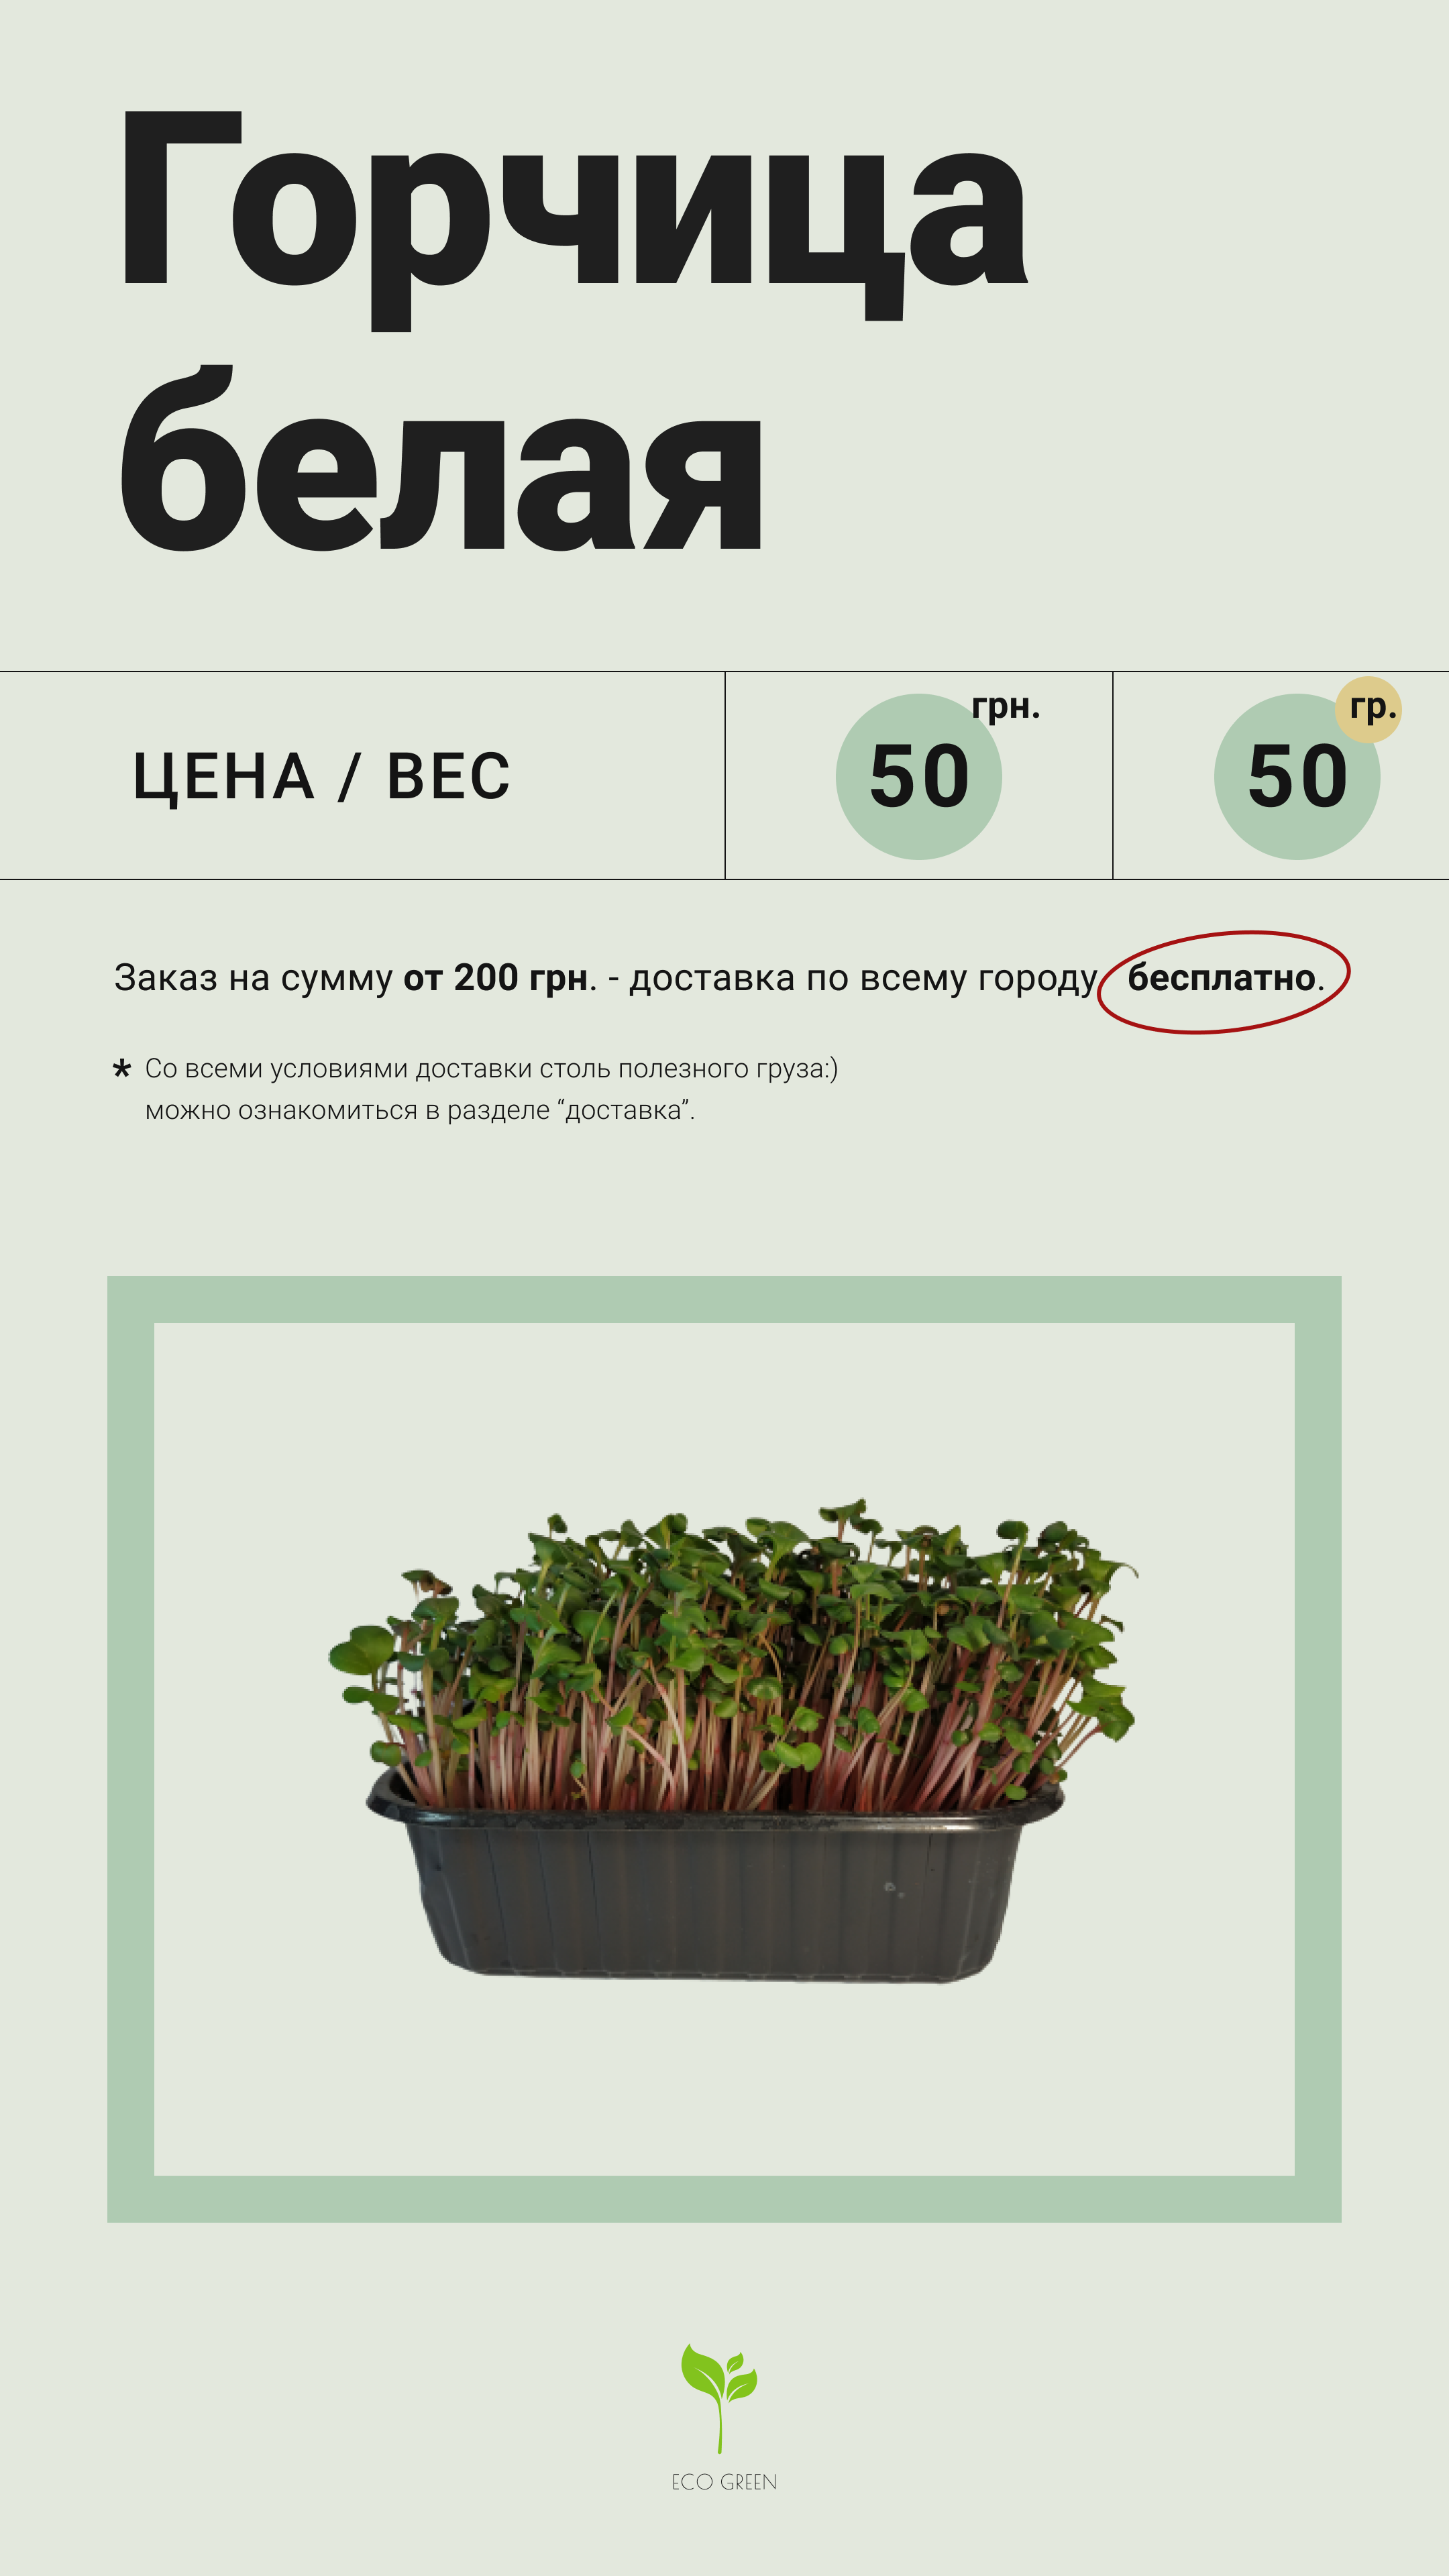 Горчица
белая
ЦЕНА / ВЕС 50 грн. 50 гр.
Заказ на сумму от 200 грн. - доставка по всему городу бесплатно.
* Со всеми условиями доставки столь полезного груза:)
можно ознакомиться в разделе “доставка”.
ECO GREEN